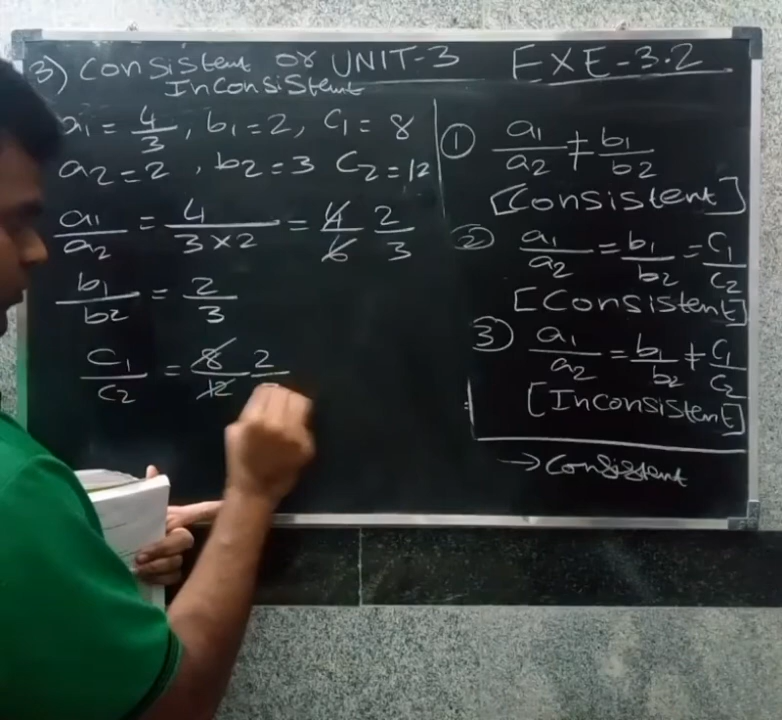 3) Consistent or UNIT-3 EXE-3.2
Inconsistent
a1 = 4/3, b1=2, C1= 8
a2=2, b2=3 C2=12
a1/a2 = 4/3×2 = 4/6 2/3
b1/b2 = 2/3
C1/C2 = 8/12 2
① a1/a2 ≠ b1/b2
[Consistent]
② a1/a2 = b1/b2 = C1/C2
[Consistent]
③ a1/a2 = b1/b2 ≠ C1/C2
[Inconsistent]
→ Consistent